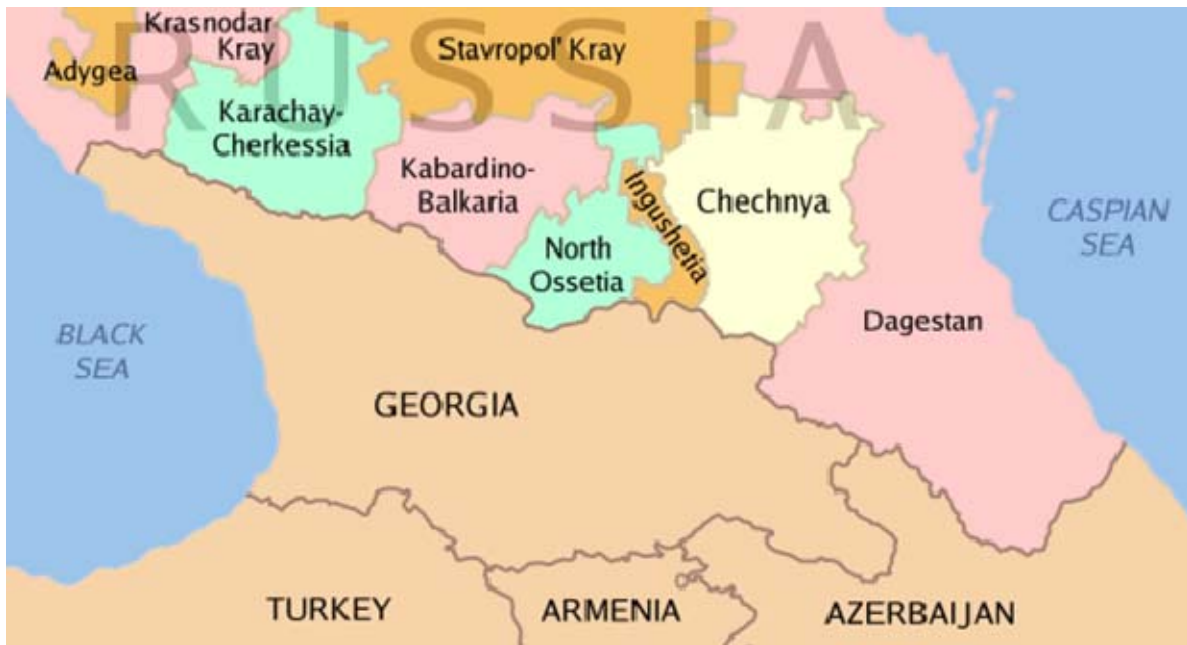 RUSSIA
Krasnodar
Kray
Stavropol' Kray
Adygea
Karachay-
Cherkessia
Kabardino-
Balkaria
Ingushetia
Chechnya
CASPIAN
SEA
North
Ossetia
BLACK
SEA
Dagestan
GEORGIA
TURKEY
ARMENIA
AZERBAIJAN